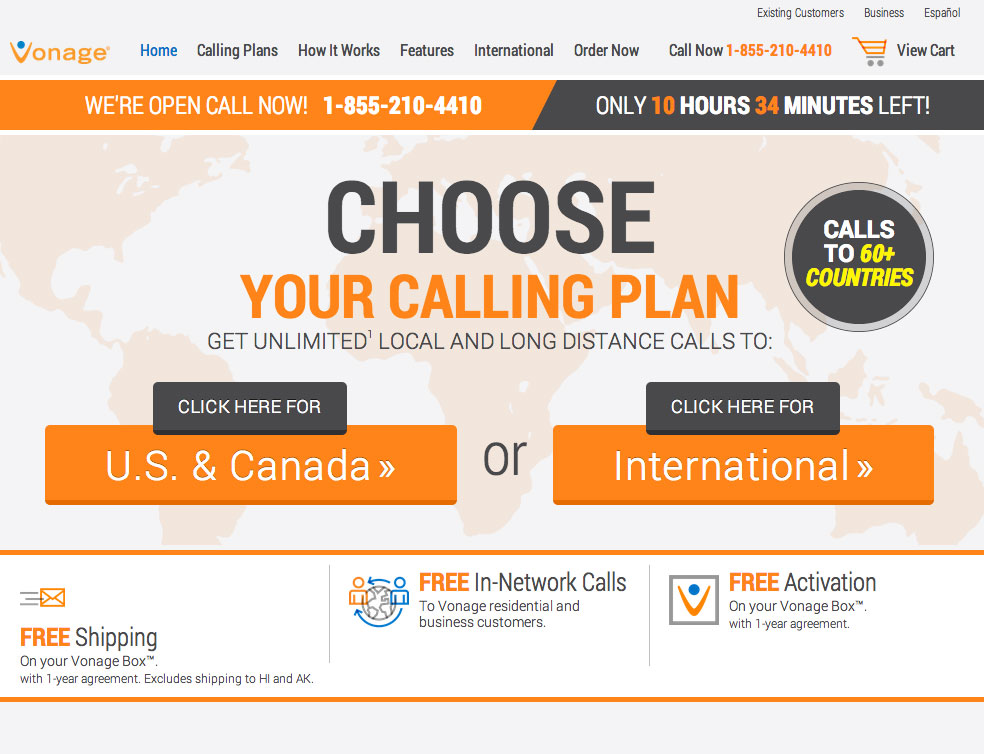 Existing Customers Business Español
Vonage® Home Calling Plans How It Works Features International Order Now Call Now 1-855-210-4410 View Cart
WE'RE OPEN CALL NOW! 1-855-210-4410 ONLY 10 HOURS 34 MINUTES LEFT!
CHOOSE
YOUR CALLING PLAN
GET UNLIMITED¹ LOCAL AND LONG DISTANCE CALLS TO:
CALLS
TO 60+
COUNTRIES
CLICK HERE FOR
U.S. & Canada »
or
CLICK HERE FOR
International »
FREE Shipping
On your Vonage Box™.
with 1-year agreement. Excludes shipping to HI and AK.
FREE In-Network Calls
To Vonage residential and
business customers.
FREE Activation
On your Vonage Box™.
with 1-year agreement.